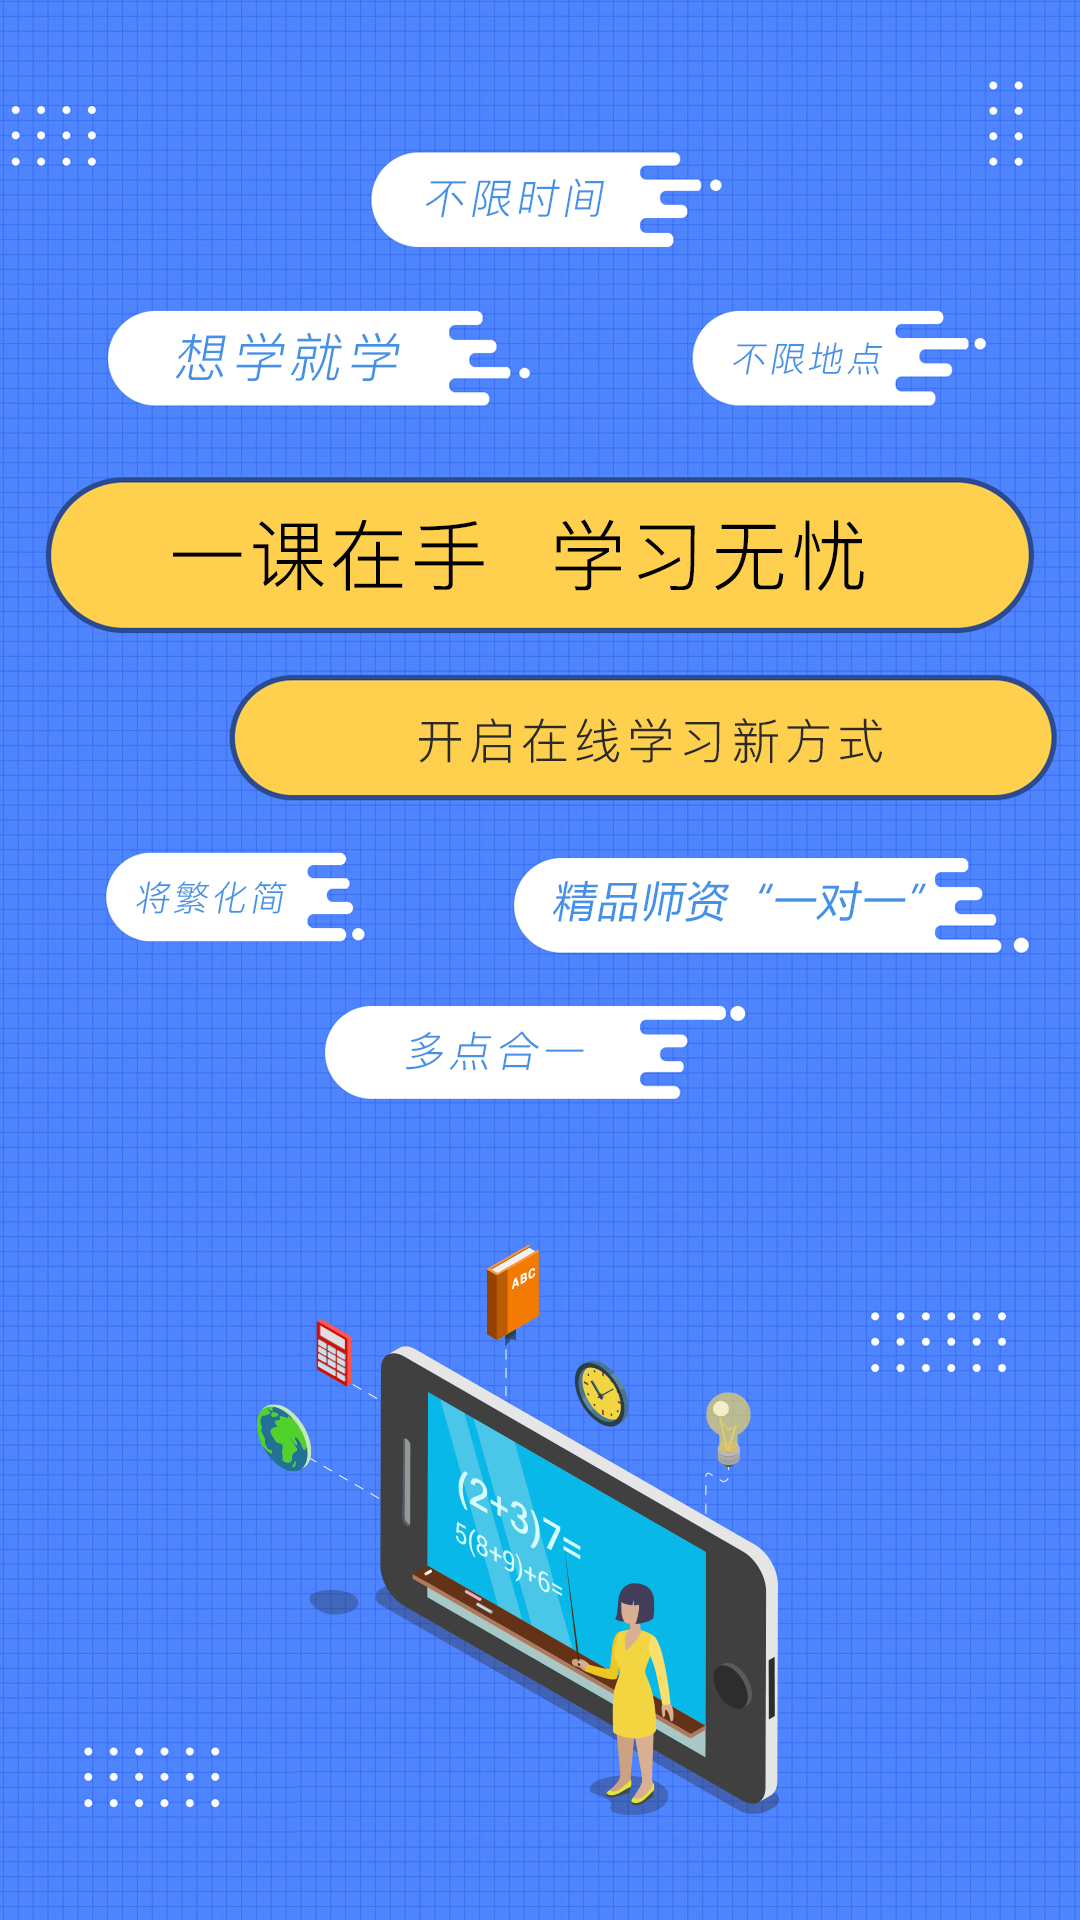 不限时间
想学就学
不限地点
一课在手 学习无忧
开启在线学习新方式
将繁化简
精品师资“一对一”
多点合一
ABC
(2+3)7=
5(8+9)+6=